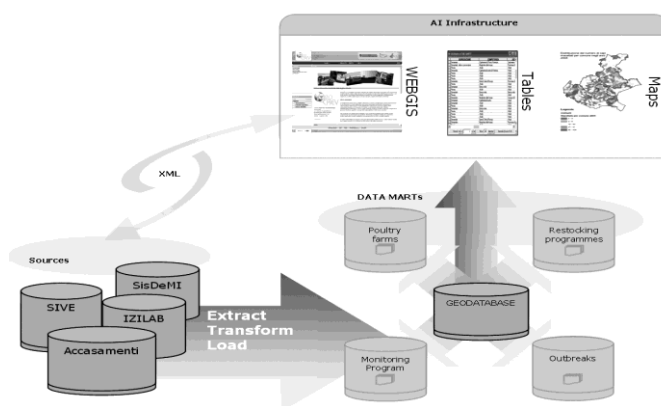 AI Infrastructure
WEBGIS
Tables
Maps
XML
DATA MARTs
Poultry
farms
Restocking
programmes
Sources
SisDeMI
SIVE
IZILAB
Accasamenti
Extract
Transform
Load
GEODATABASE
Monitoring
Program
Outbreaks